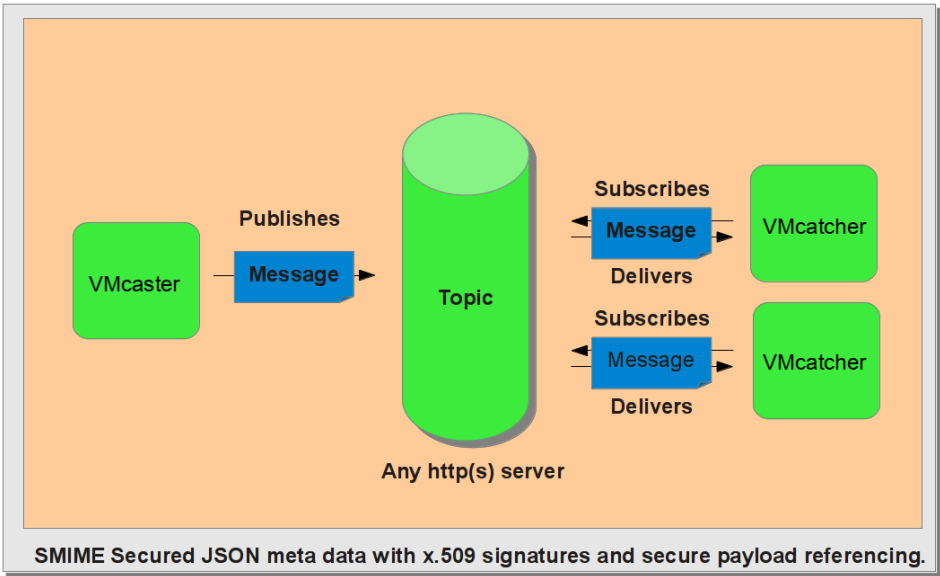 Publishes
VMcaster
Message
Topic
Any http(s) server
Subscribes
Message
Delivers
VMcatcher
Subscribes
Message
Delivers
VMcatcher
SMIME Secured JSON meta data with x.509 signatures and secure payload referencing.